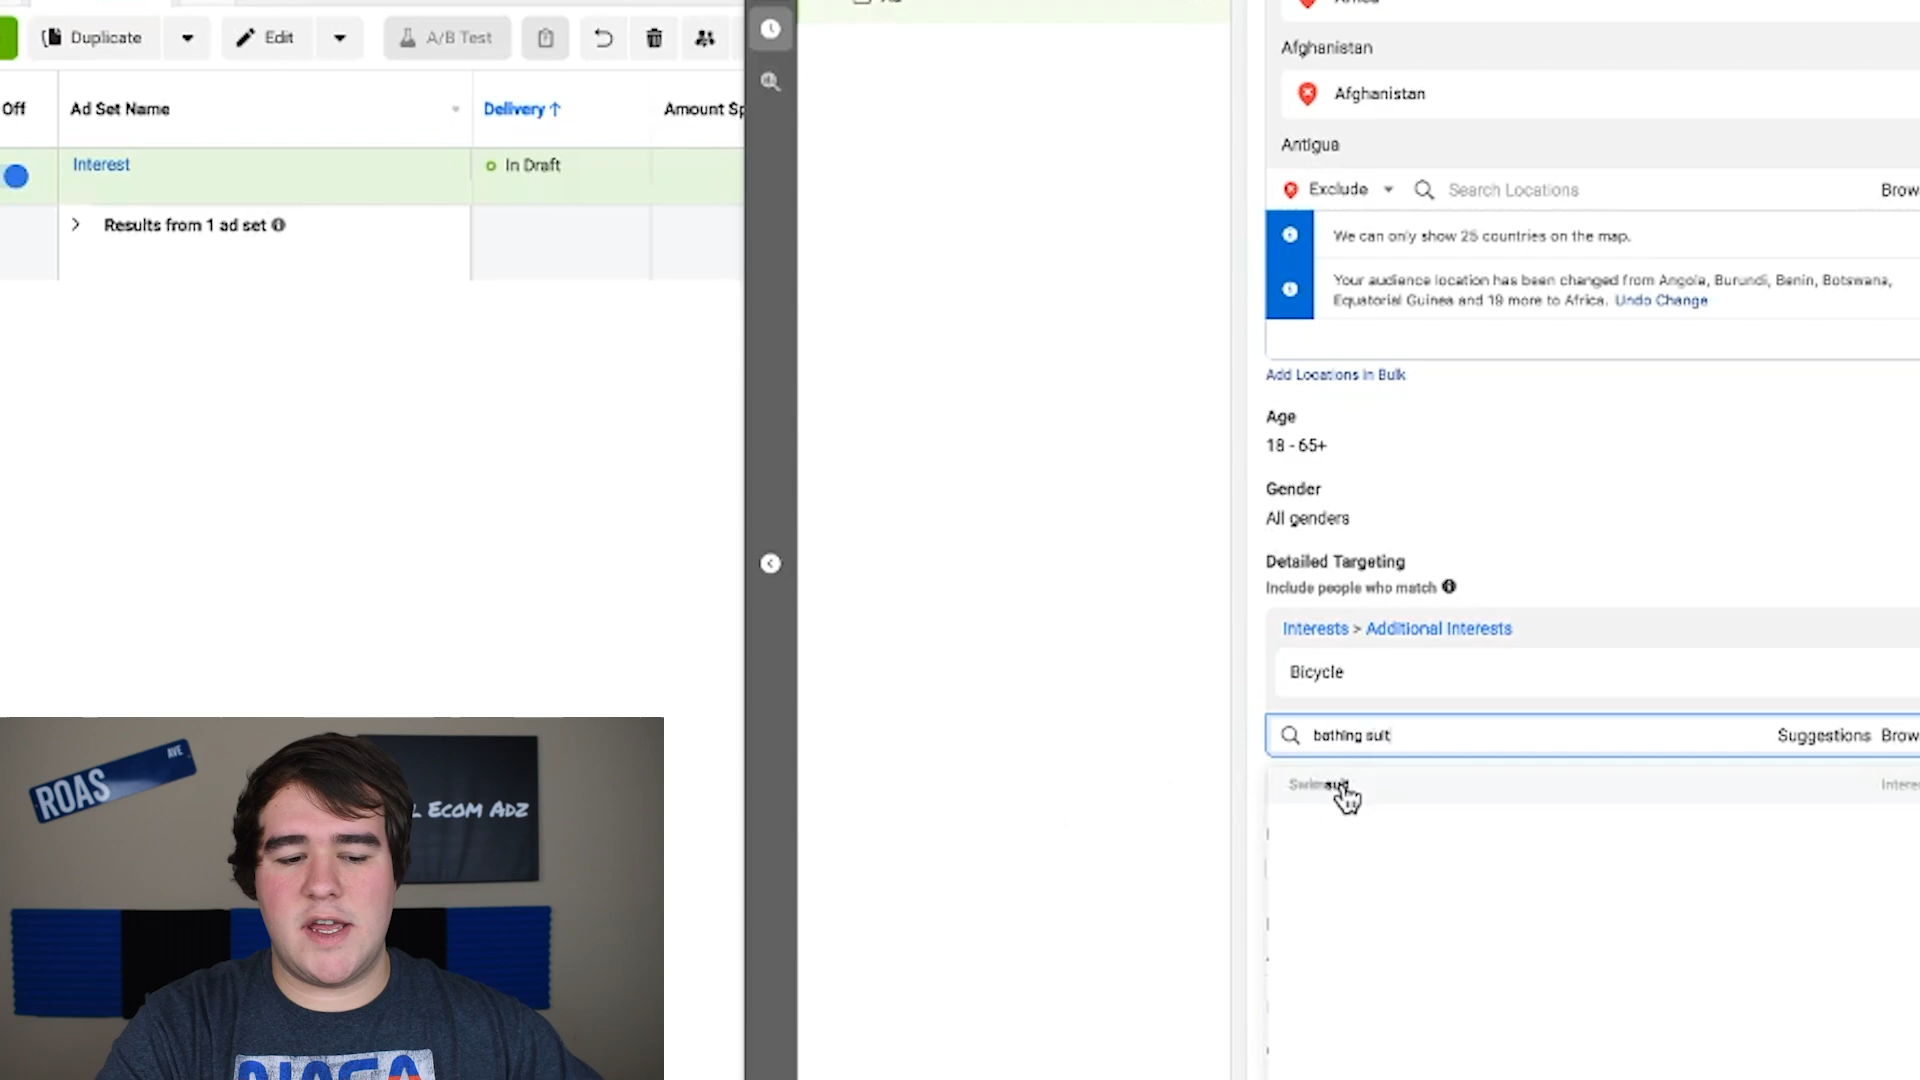 Duplicate
Edit
A/B Test
Off
Ad Set Name
Delivery ↑
Amount Sp
Interest
In Draft
Results from 1 ad set
Afghanistan
Afghanistan
Antigua
Exclude
Search Locations
Brow
We can only show 25 countries on the map.
Your audience location has been changed from Angola, Burundi, Benin, Botswana,
Equatorial Guinea and 19 more to Africa. Undo Change
Add Locations in Bulk
Age
18 - 65+
Gender
All genders
Detailed Targeting
Include people who match
Interests > Additional Interests
Bicycle
bathing suit
Suggestions
Brow
Swimsuit
Intere
ROAS AVE
L ECOM ADZ
NASA